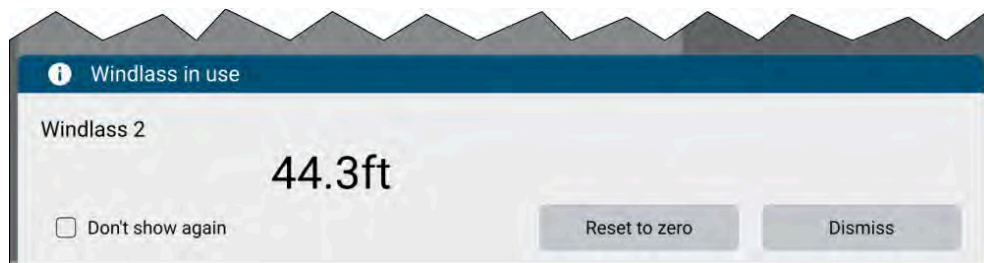 Windlass in use
Windlass 2
44.3ft
Don't show again
Reset to zero
Dismiss